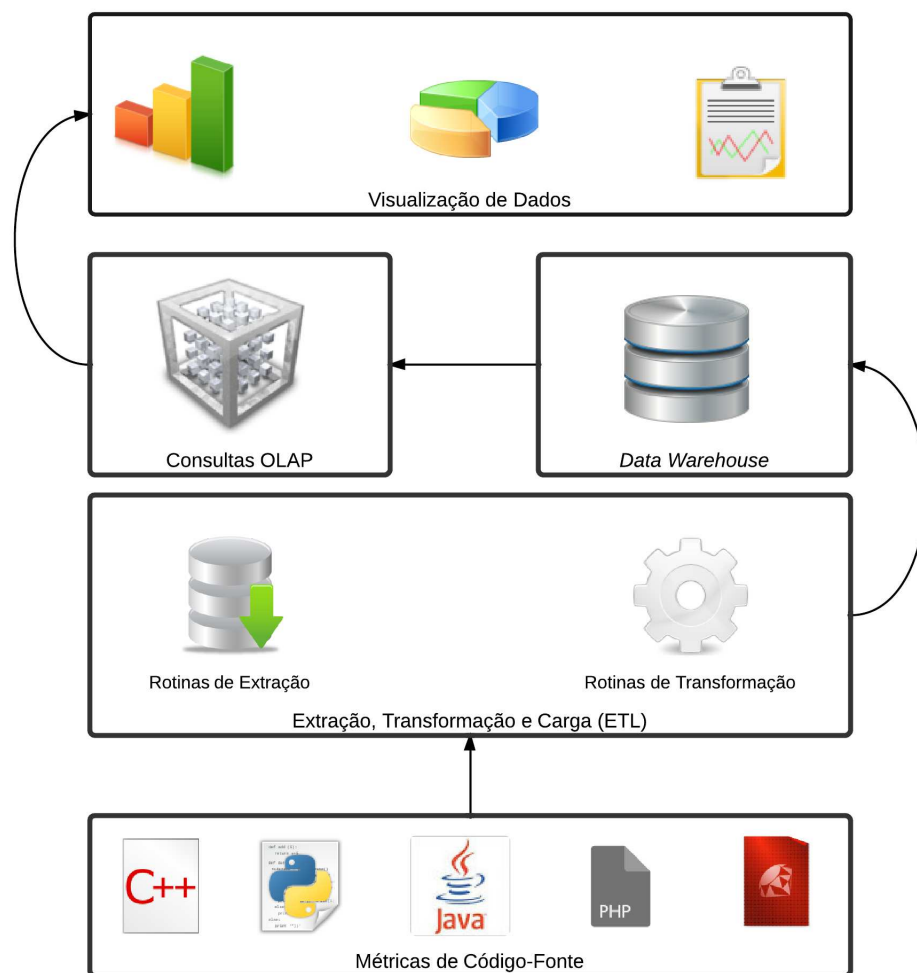 Visualização de Dados
Consultas OLAP
Data Warehouse
Rotinas de Extração
Rotinas de Transformação
Extração, Transformação e Carga (ETL)
C++
Java
PHP
Métricas de Código-Fonte